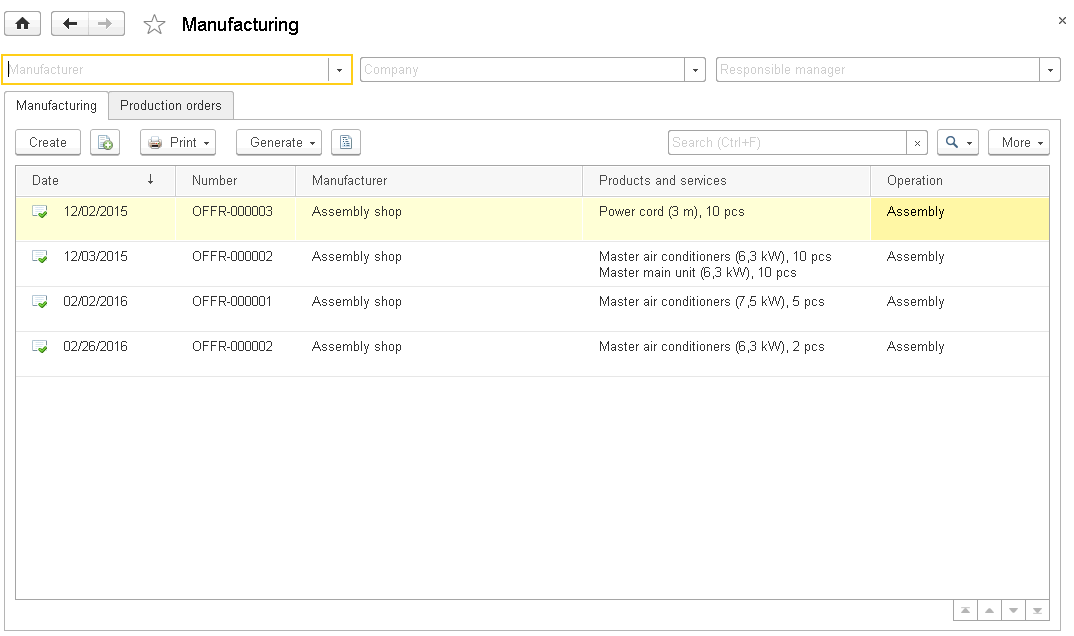 Manufacturing
Manufacturer Company Responsible manager
Manufacturing Production orders
Create Print Generate Search (Ctrl+F) × More
Date ↓ Number Manufacturer Products and services Operation
12/02/2015 OFFR-000003 Assembly shop Power cord (3 m), 10 pcs Assembly
12/03/2015 OFFR-000002 Assembly shop Master air conditioners (6,3 kW), 10 pcs Assembly
Master main unit (6,3 kW), 10 pcs
02/02/2016 OFFR-000001 Assembly shop Master air conditioners (7,5 kW), 5 pcs Assembly
02/26/2016 OFFR-000002 Assembly shop Master air conditioners (6,3 kW), 2 pcs Assembly